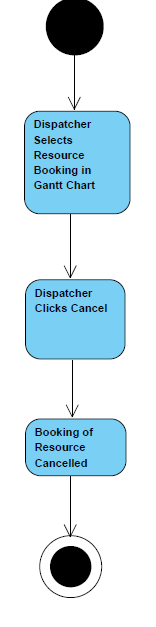 Dispatcher
Selects
Resource
Booking in
Gantt Chart
Dispatcher
Clicks Cancel
Booking of
Resource
Cancelled